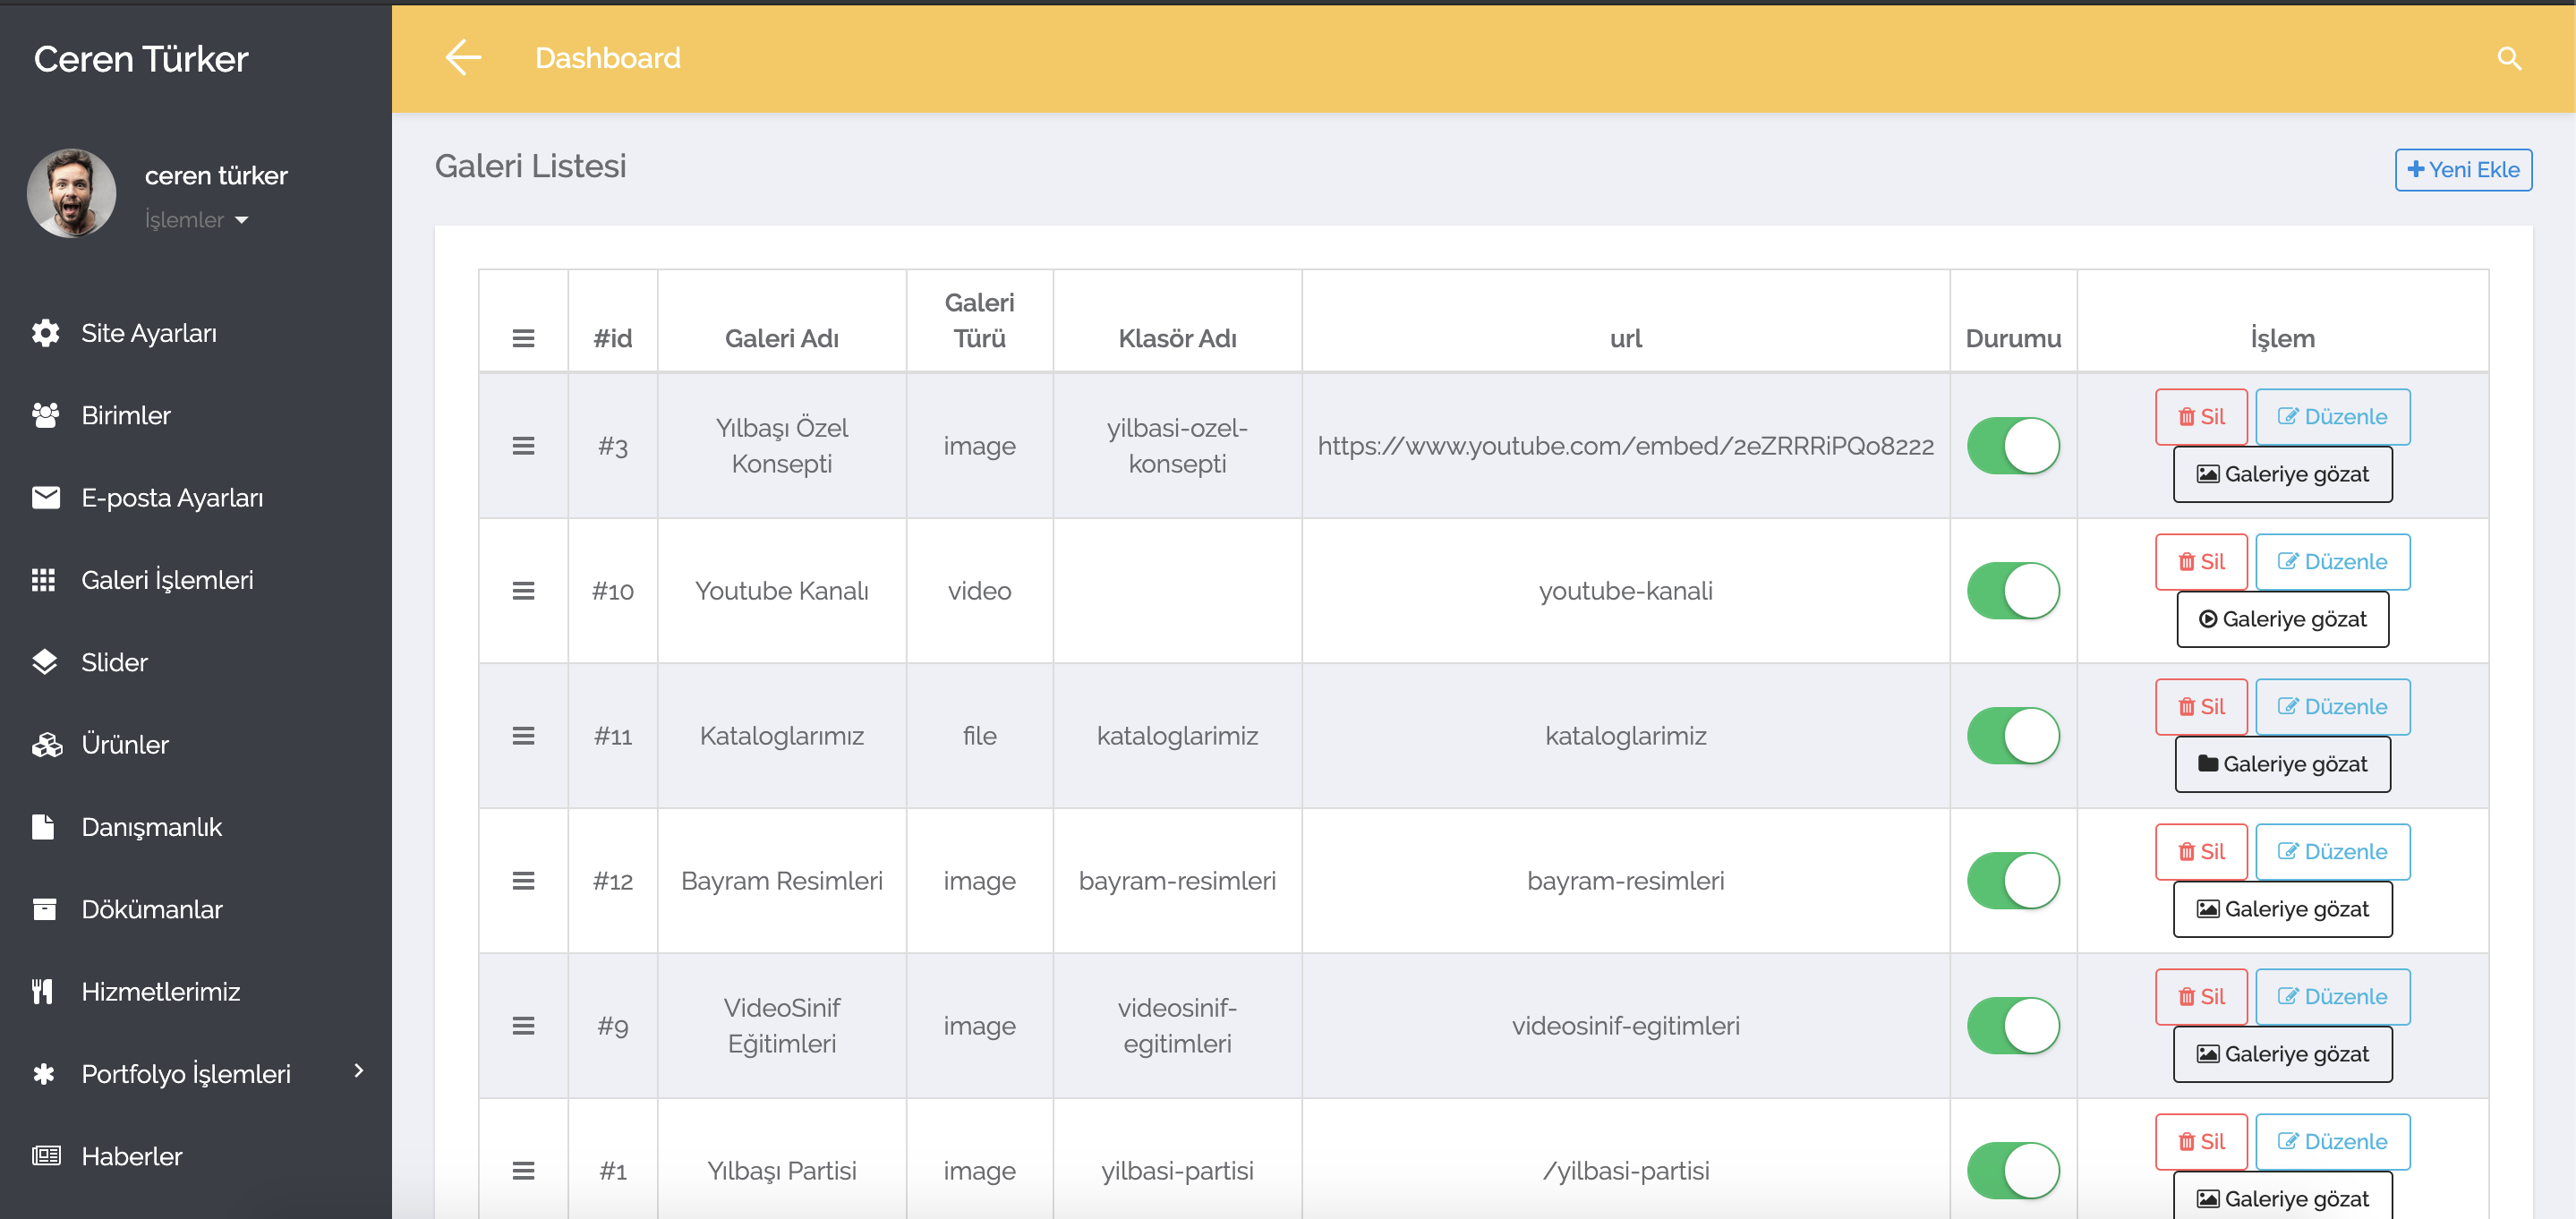 Ceren Türker
Dashboard
ceren türker
İşlemler
Site Ayarları
Birimler
E-posta Ayarları
Galeri İşlemleri
Slider
Ürünler
Danışmanlık
Dökümanlar
Hizmetlerimiz
Portfolyo İşlemleri
Haberler
Galeri Listesi
Yeni Ekle
#id
Galeri Adı
Galeri
Türü
Klasör Adı
url
Durumu
İşlem
#3
Yılbaşı Özel
Konsepti
image
yilbasi-ozel-
konsepti
https://www.youtube.com/embed/2eZRRRiPQo8222
Sil
Düzenle
Galeriye gözat
#10
Youtube Kanalı
video
youtube-kanali
Sil
Düzenle
Galeriye gözat
#11
Kataloglarımız
file
kataloglarimiz
kataloglarimiz
Sil
Düzenle
Galeriye gözat
#12
Bayram Resimleri
image
bayram-resimleri
bayram-resimleri
Sil
Düzenle
Galeriye gözat
#9
VideoSinif
Eğitimleri
image
videosinif-
egitimleri
videosinif-egitimleri
Sil
Düzenle
Galeriye gözat
#1
Yılbaşı Partisi
image
yilbasi-partisi
/yilbasi-partisi
Sil
Düzenle
Galeriye gözat